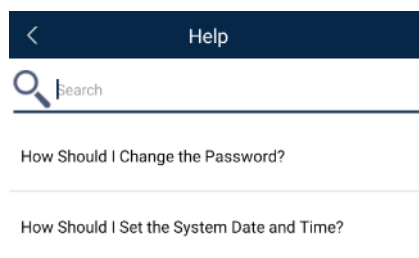 Help
Search
How Should I Change the Password?
How Should I Set the System Date and Time?